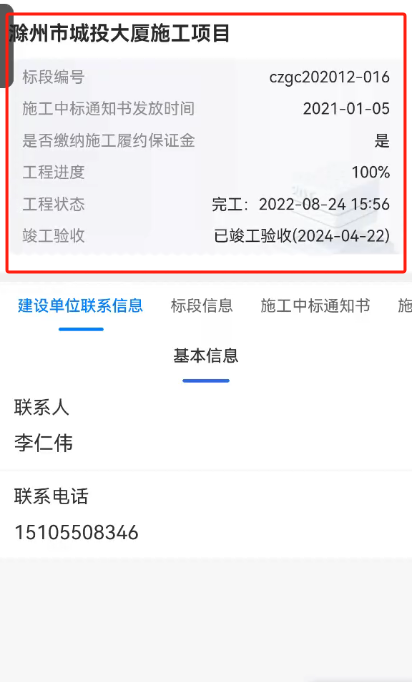 滁州市城投大厦施工项目
标段编号 czgc202012-016
施工中标通知书发放时间 2021-01-05
是否缴纳施工履约保证金 是
工程进度 100%
工程状态 完工：2022-08-24 15:56
竣工验收 已竣工验收(2024-04-22)
建设单位联系信息 标段信息 施工中标通知书 施
基本信息
联系人
李仁伟
联系电话
15105508346